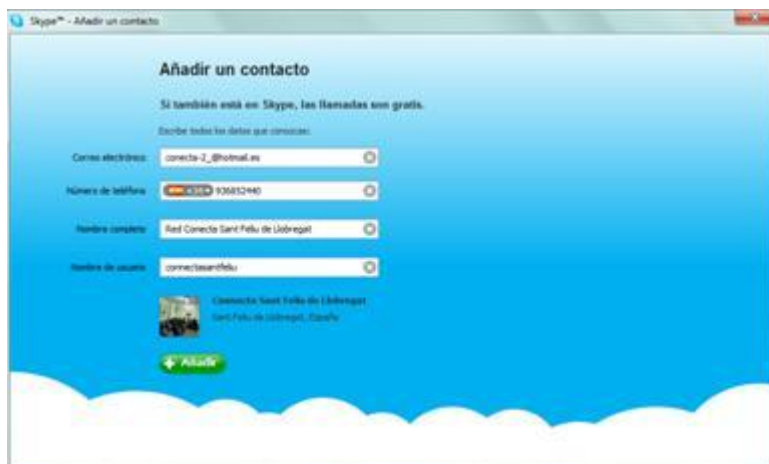 Skype™ - Añadir un contacto
Añadir un contacto
Si también está en Skype, las llamadas son gratis.
Escribe todos los datos que conozcas:
Correo electrónico conecta-2_@hotmail.es
Número de teléfono 936852440
Nombre completo Red Conecta Sant Feliu de Llobregat
Nombre de usuario connectasantfeliu
Connecta Sant Feliu de Llobregat
Sant Feliu de Llobregat, España
Añadir